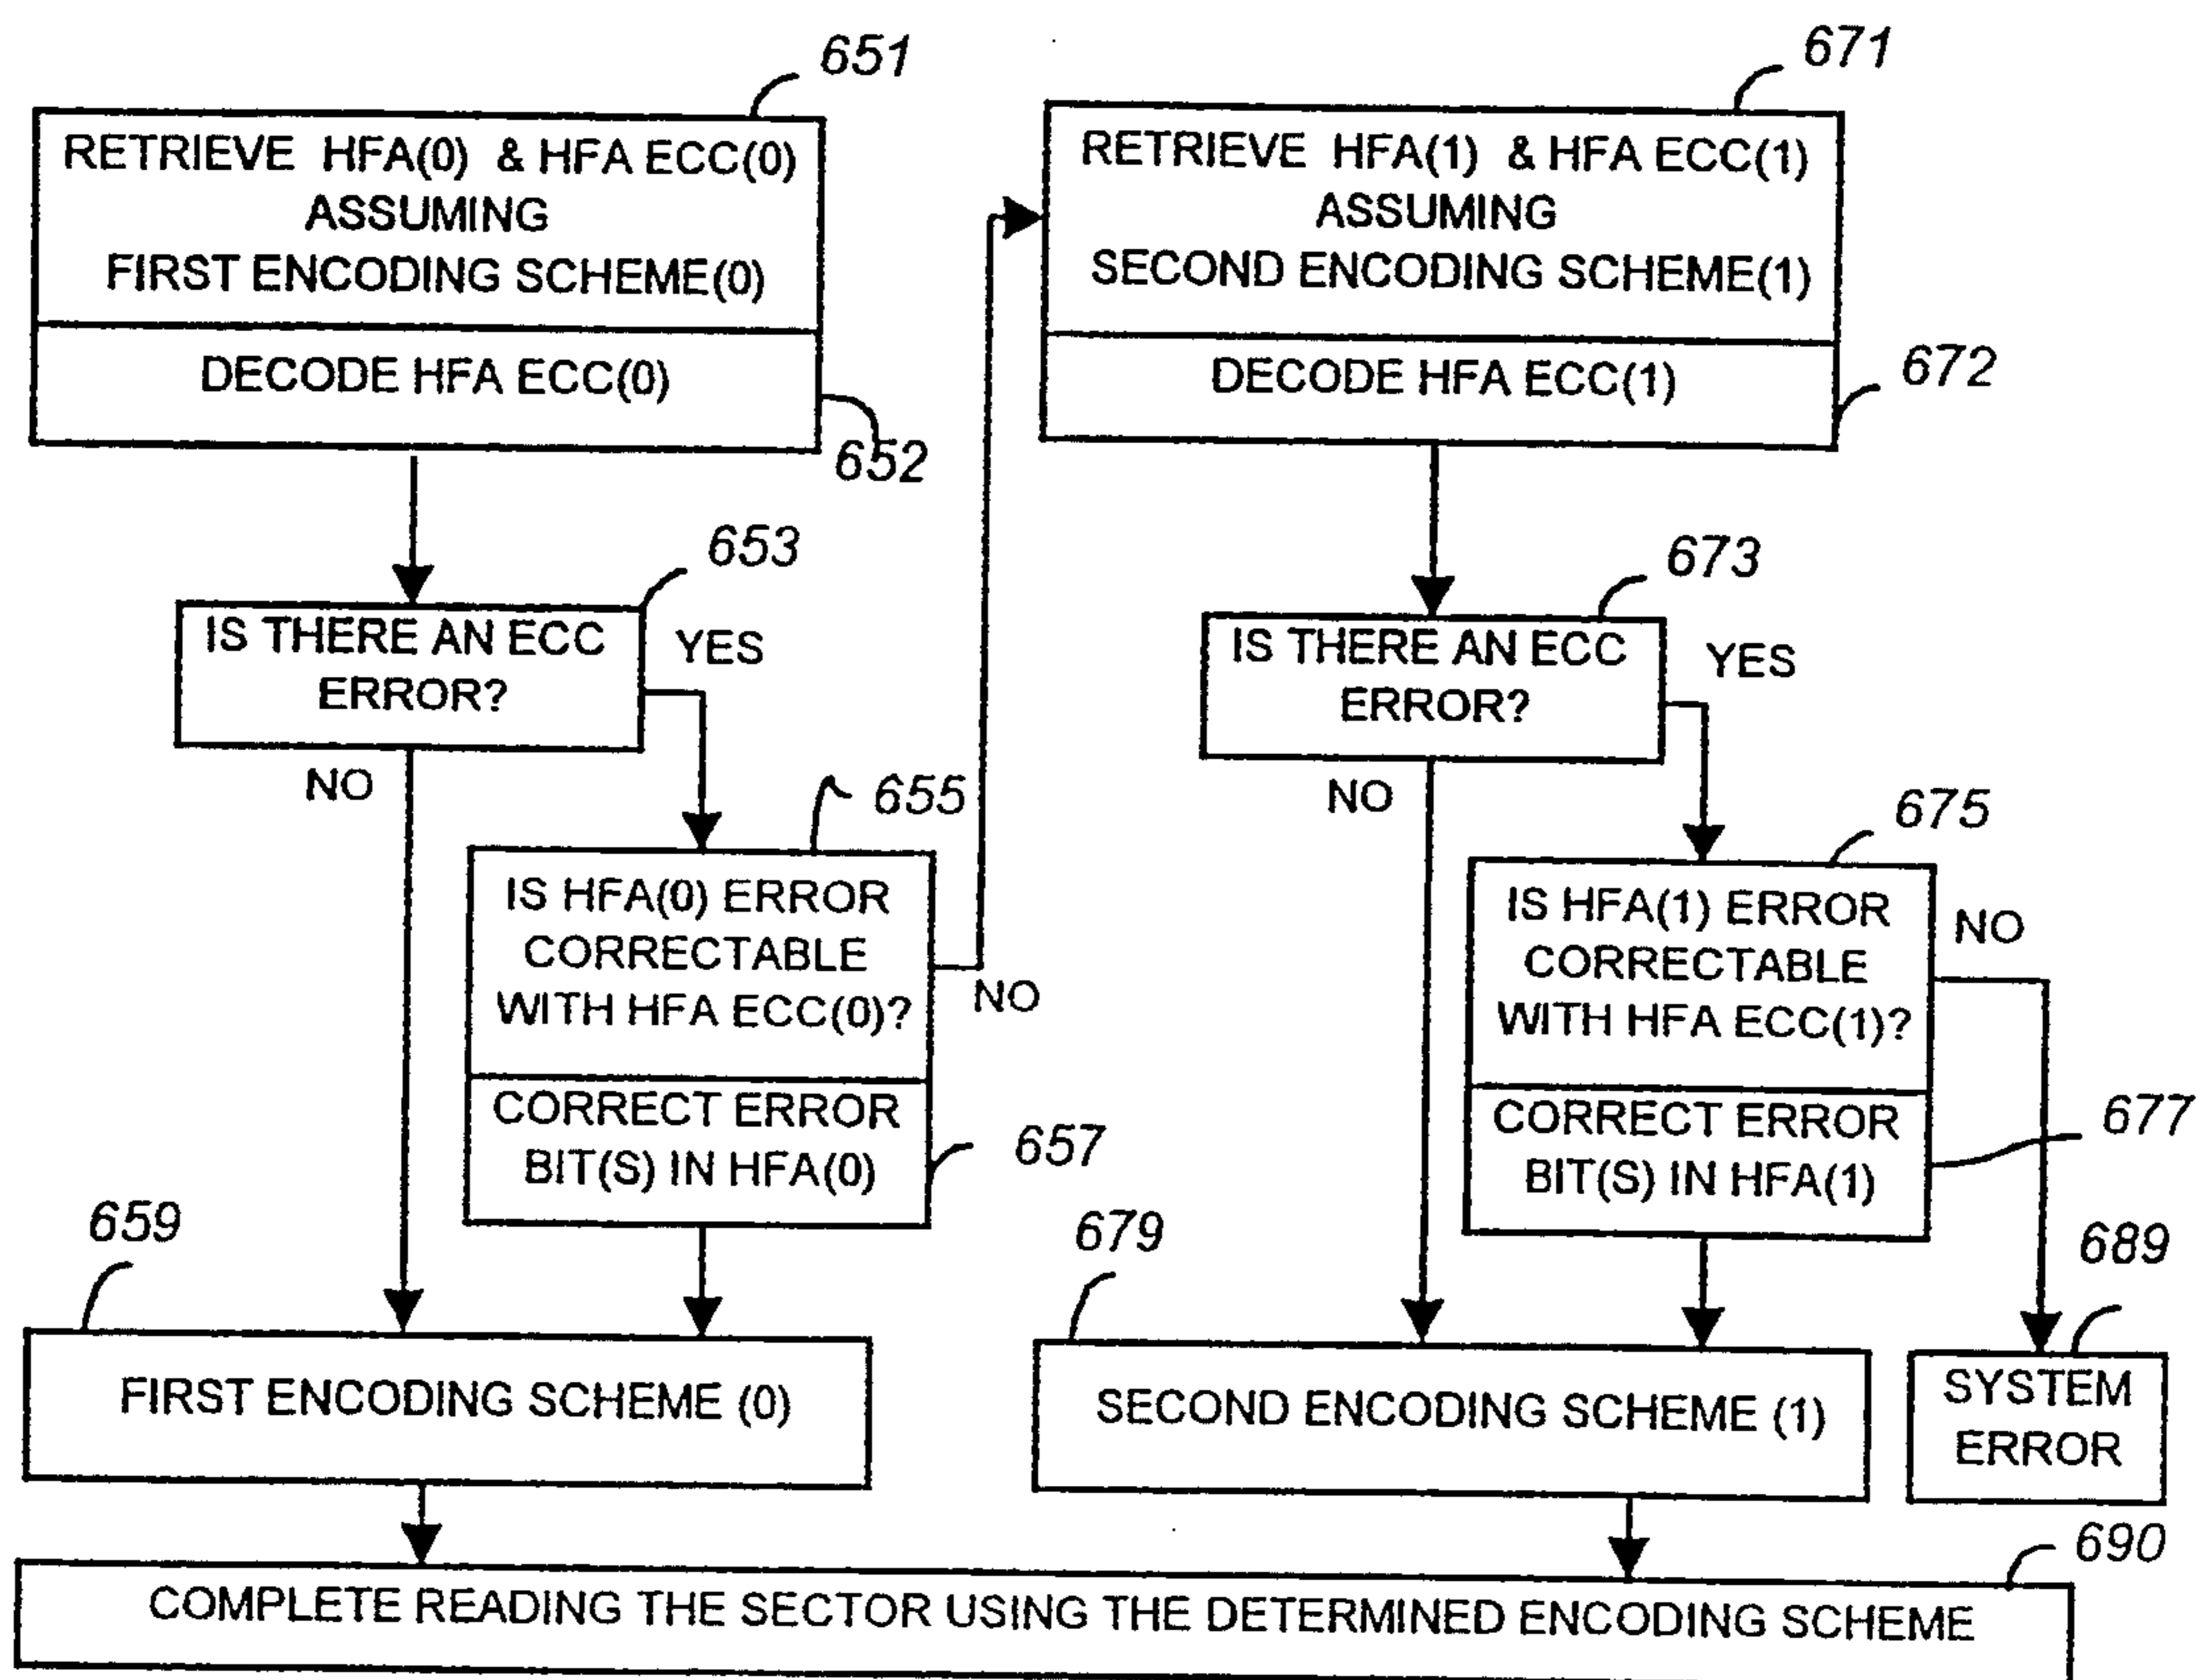 651
RETRIEVE HFA(0) & HFA ECC(0)
ASSUMING
FIRST ENCODING SCHEME(0)
DECODE HFA ECC(0)
652
653
IS THERE AN ECC
ERROR?
YES
NO
655
IS HFA(0) ERROR
CORRECTABLE
WITH HFA ECC(0)?
NO
CORRECT ERROR
BIT(S) IN HFA(0)
657
659
FIRST ENCODING SCHEME (0)
671
RETRIEVE HFA(1) & HFA ECC(1)
ASSUMING
SECOND ENCODING SCHEME(1)
DECODE HFA ECC(1)
672
673
IS THERE AN ECC
ERROR?
YES
NO
675
IS HFA(1) ERROR
CORRECTABLE
WITH HFA ECC(1)?
NO
CORRECT ERROR
BIT(S) IN HFA(1)
677
679
SECOND ENCODING SCHEME (1)
689
SYSTEM
ERROR
690
COMPLETE READING THE SECTOR USING THE DETERMINED ENCODING SCHEME